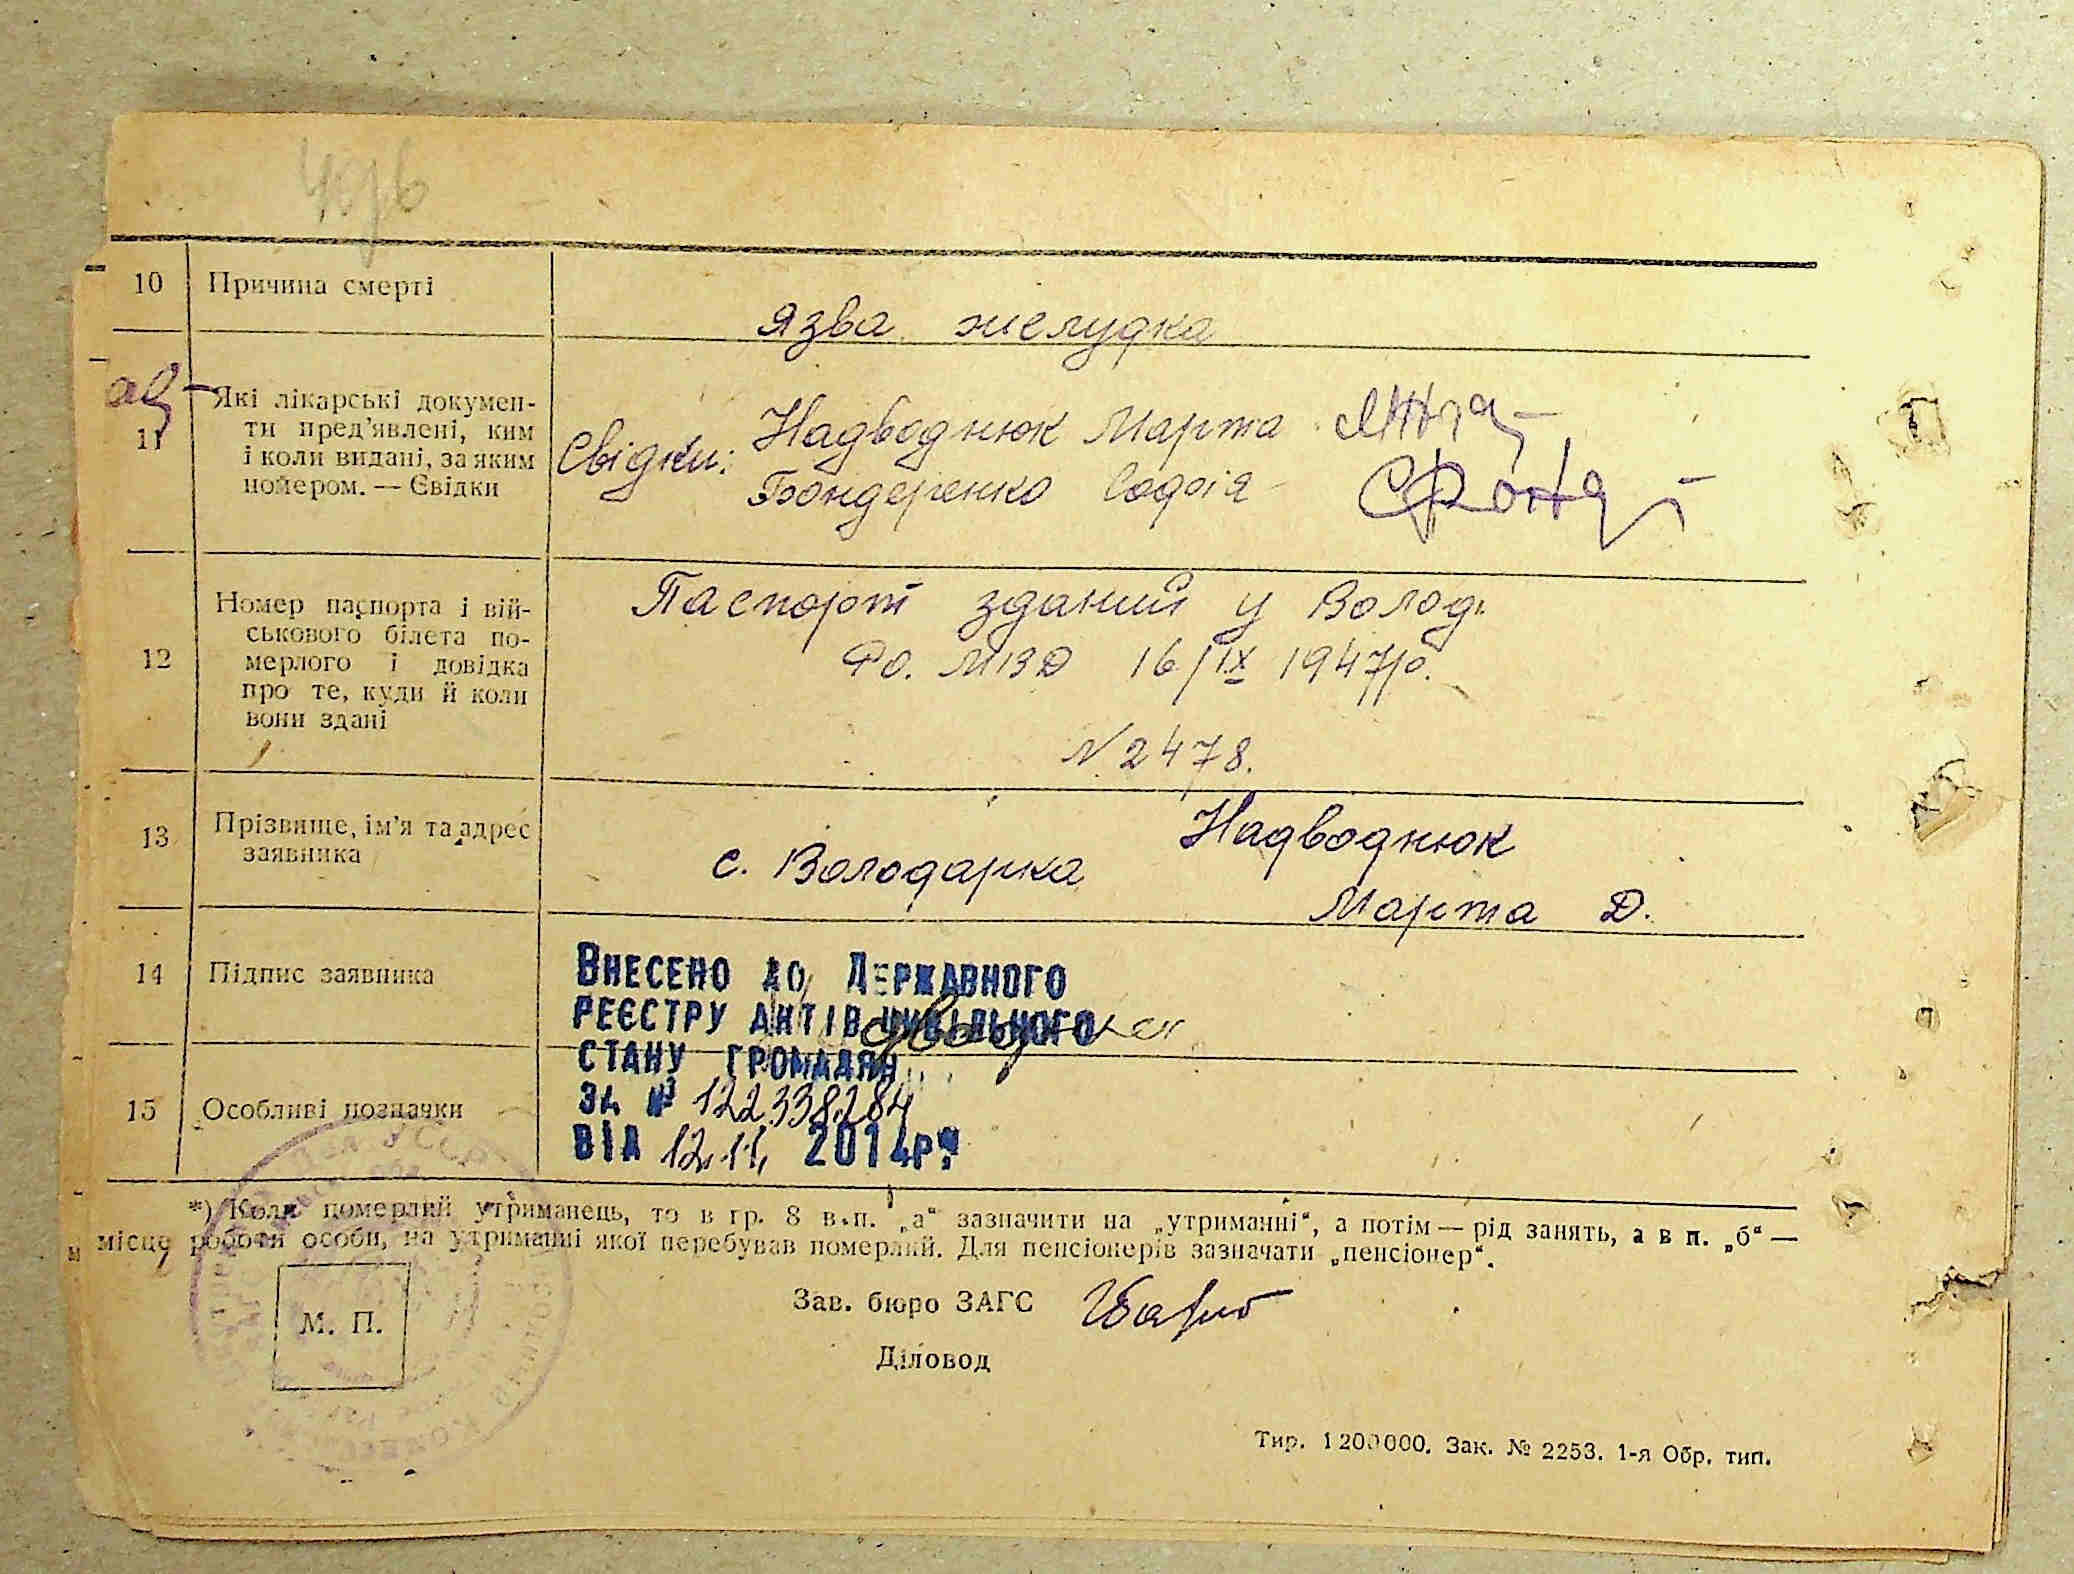 10 Причина смерті
язва желудка
11 Які лікарські докумен-
ти пред'явлені, ким
і коли видані, за яким
номером. — Свідки
Свідки: Надводнюк Марта
Бондеренко Софія
12 Номер паспорта і вій-
ськового білета по-
мерлого і довідка
про те, куди й коли
вони здані
Паспорт зданий у Волод.
РО. МВД 16/IX 1947р.
N 2478.
13 Прізвище, ім'я та адрес
заявника
с. Володарка Надводнюк
Марта Д.
14 Підпис заявника
ВНЕСЕНО ДО ДЕРЖАВНОГО
РЕЄСТРУ АКТІВ ЦИВІЛЬНОГО
СТАНУ ГРОМАДЯН
ЗА № 122338284
ВІД 12.11. 2014р.
15 Особливі позначки
*) Коли померлий утриманець, то в гр. 8 в.п. „а“ зазначити на „утриманні“, а потім — рід занять, а в п. „б“ —
місце роботи особи, на утриманні якої перебував померлий. Для пенсіонерів зазначати „пенсіонер“.
М. П.
Зав. бюро ЗАГС
Діловод
Тир. 1200000. Зак. № 2253. 1-я Обр. тип.